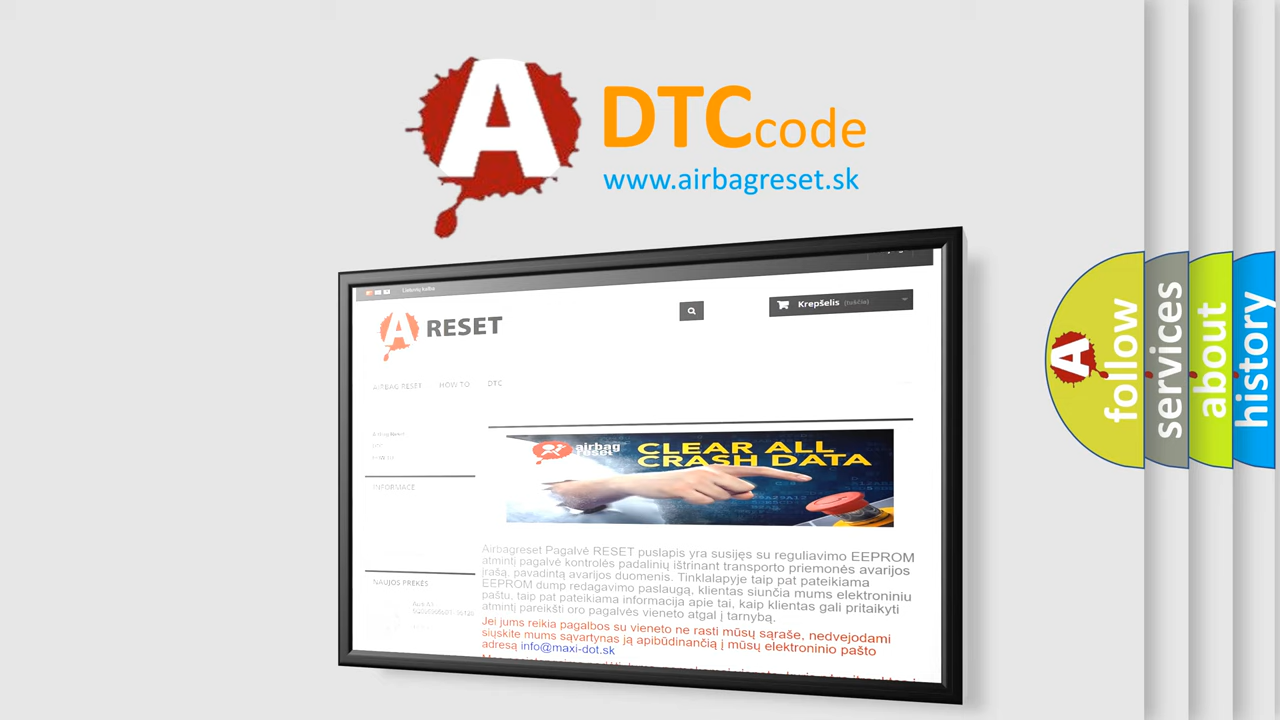 A
DTCcode
www.airbagreset.sk
Lietuvių kalba
A RESET
Krepšelis (tuščia)
AIRBAG RESET HOW TO DTC
airbag
reset
CLEAR ALL
CRASH DATA
INFORMACĖ
NAUJOS PREKĖS
Airbagreset Pagalvė RESET puslapis yra susijęs su reguliavimo EEPROM
atmintį pagalvė kontrolės padalinių ištrinant transporto priemonės avarijos
įrašą, pavadintą avarijos duomenis. Tinklalapyje taip pat pateikiama
EEPROM dump redagavimo paslaugą, klientas siunčia mums elektroniniu
paštu, taip pat pateikiama informacija apie tai, kaip klientas gali pritaikyti
atmintį pareikšti oro pagalvės vieneto atgal į tarnybą.
Jei jums reikia pagalbos su vieneto ne rasti mūsų sąraše, nedvejodami
siųskite mums sąvartynas ją apibūdinančią į mūsų elektroninio pašto
adresą info@maxi-dot.sk
A
follow
services
about
history